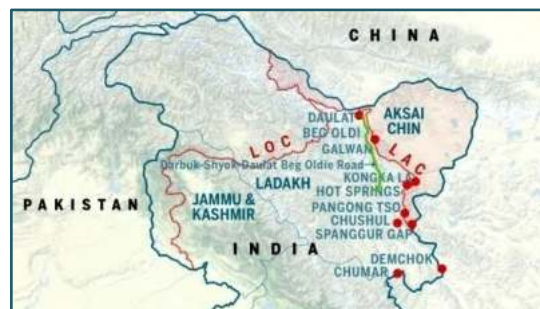 CHINA
DAULAT
BEG OLDI
AKSAI
CHIN
GALWAN
LOC
LAC
Darbuk-Shyok-Daulat Beg Oldie Road
KONGKA LA
LADAKH
HOT SPRINGS
JAMMU &
KASHMIR
PANGONG TSO
PAKISTAN
CHUSHUL
SPANGGUR GAP
INDIA
DEMCHOK
CHUMAR